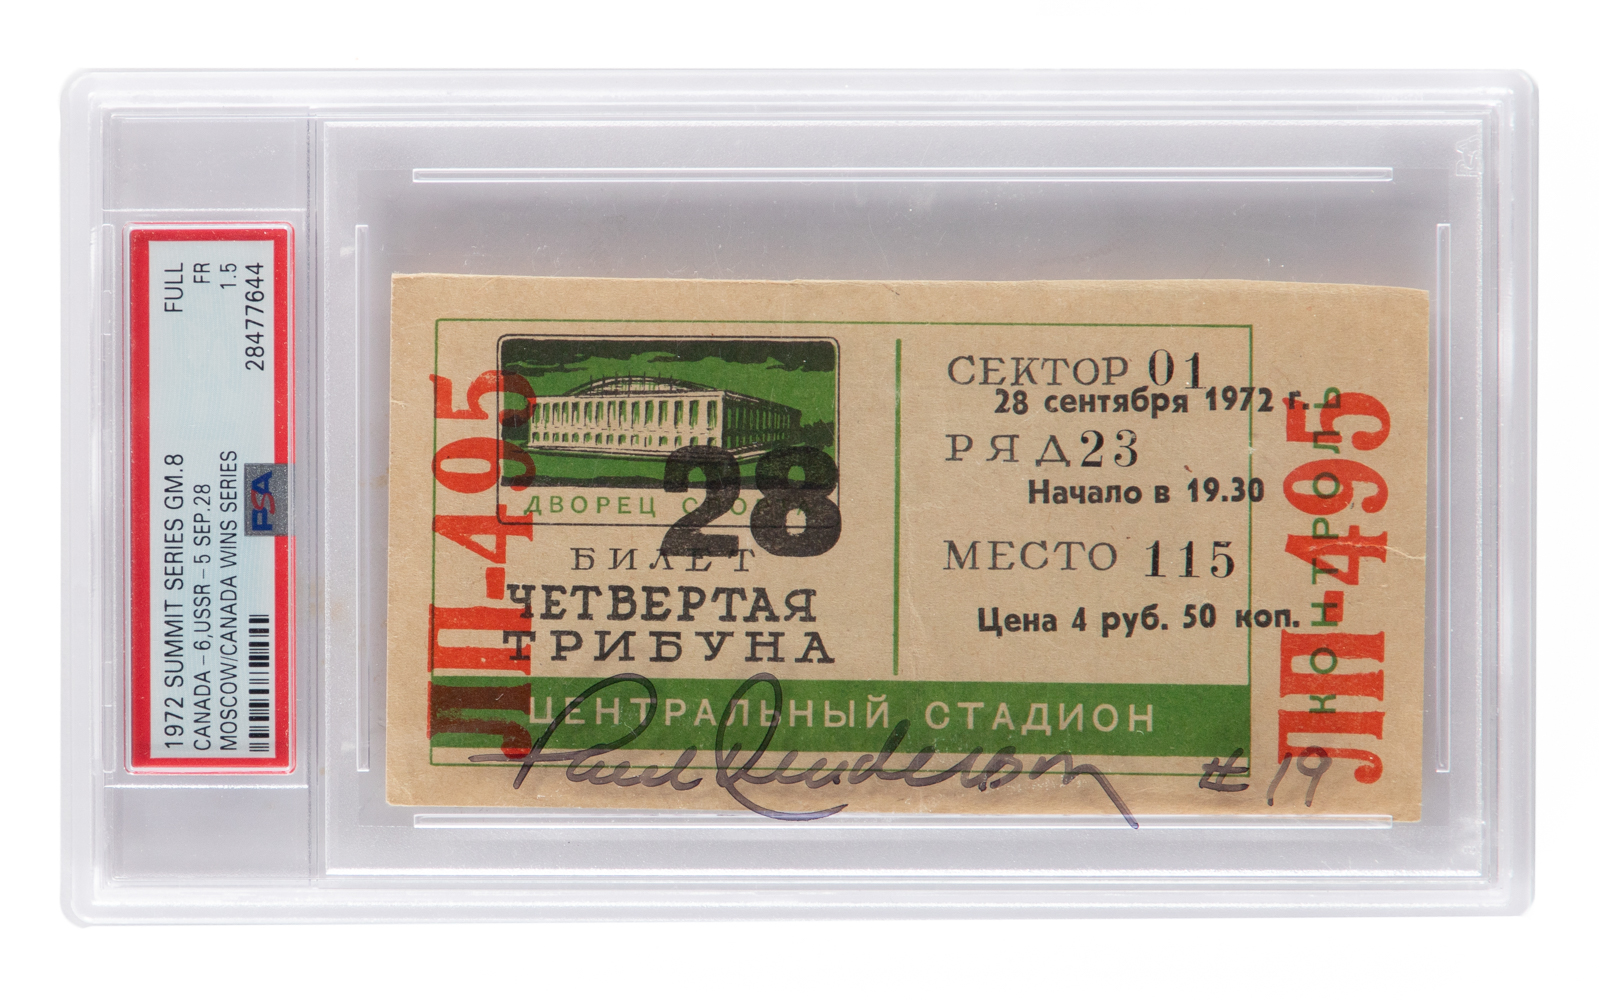 1972 SUMMIT SERIES GM.8 FULL
CANADA-6,USSR-5 SEP.28 FR
MOSCOW/CANADA WINS SERIES 1.5
28477644
PSA
ЛП-495
ДВОРЕЦ СПОРТА
28
БИЛЕТ
ЧЕТВЕРТАЯ
ТРИБУНА
СЕКТОР 01
28 сентября 1972 г.
РЯД 23
Начало в 19.30
МЕСТО 115
Цена 4 руб. 50 коп.
ЦЕНТРАЛЬНЫЙ СТАДИОН
Paul Henderson #19
КОНТРОЛЬ
ЛП-495